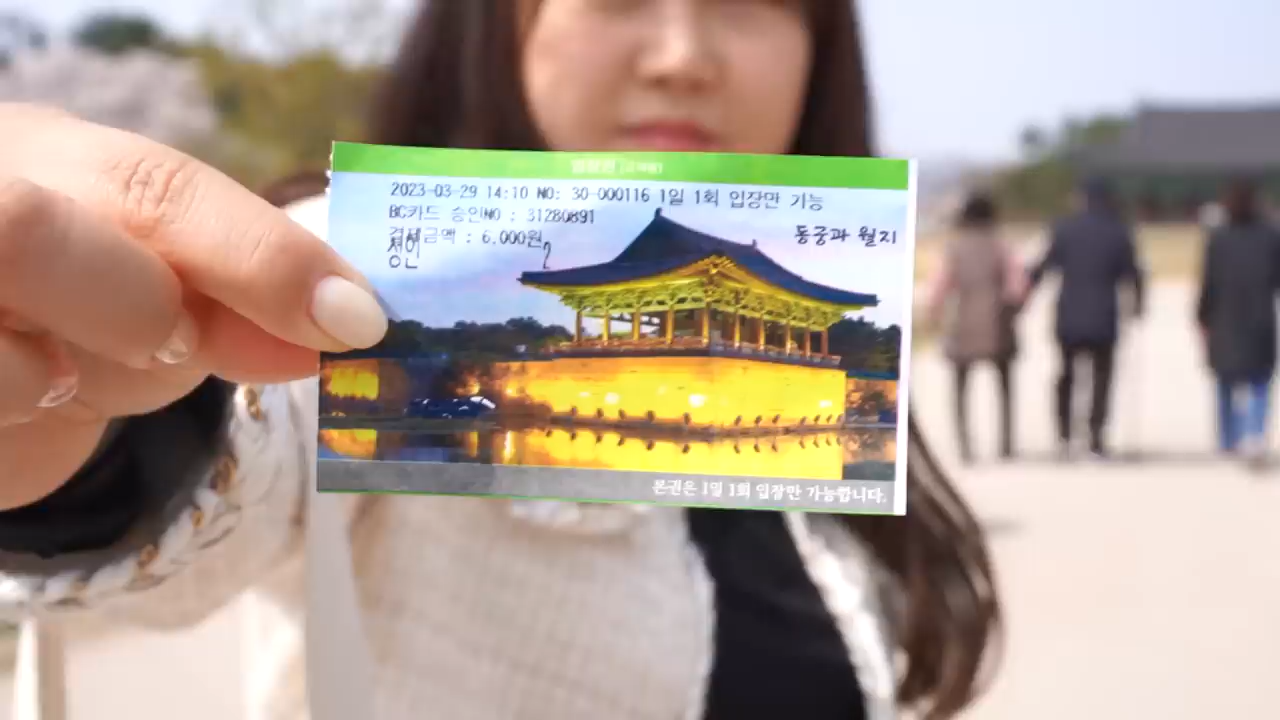 2023-03-29 14:10 NO: 30-000116 1일 1회 입장만 가능
BC카드 승인NO : 31280891
결제금액 : 6,000원
성인 2
동궁과 월지
본권은 1일 1회 입장만 가능합니다.